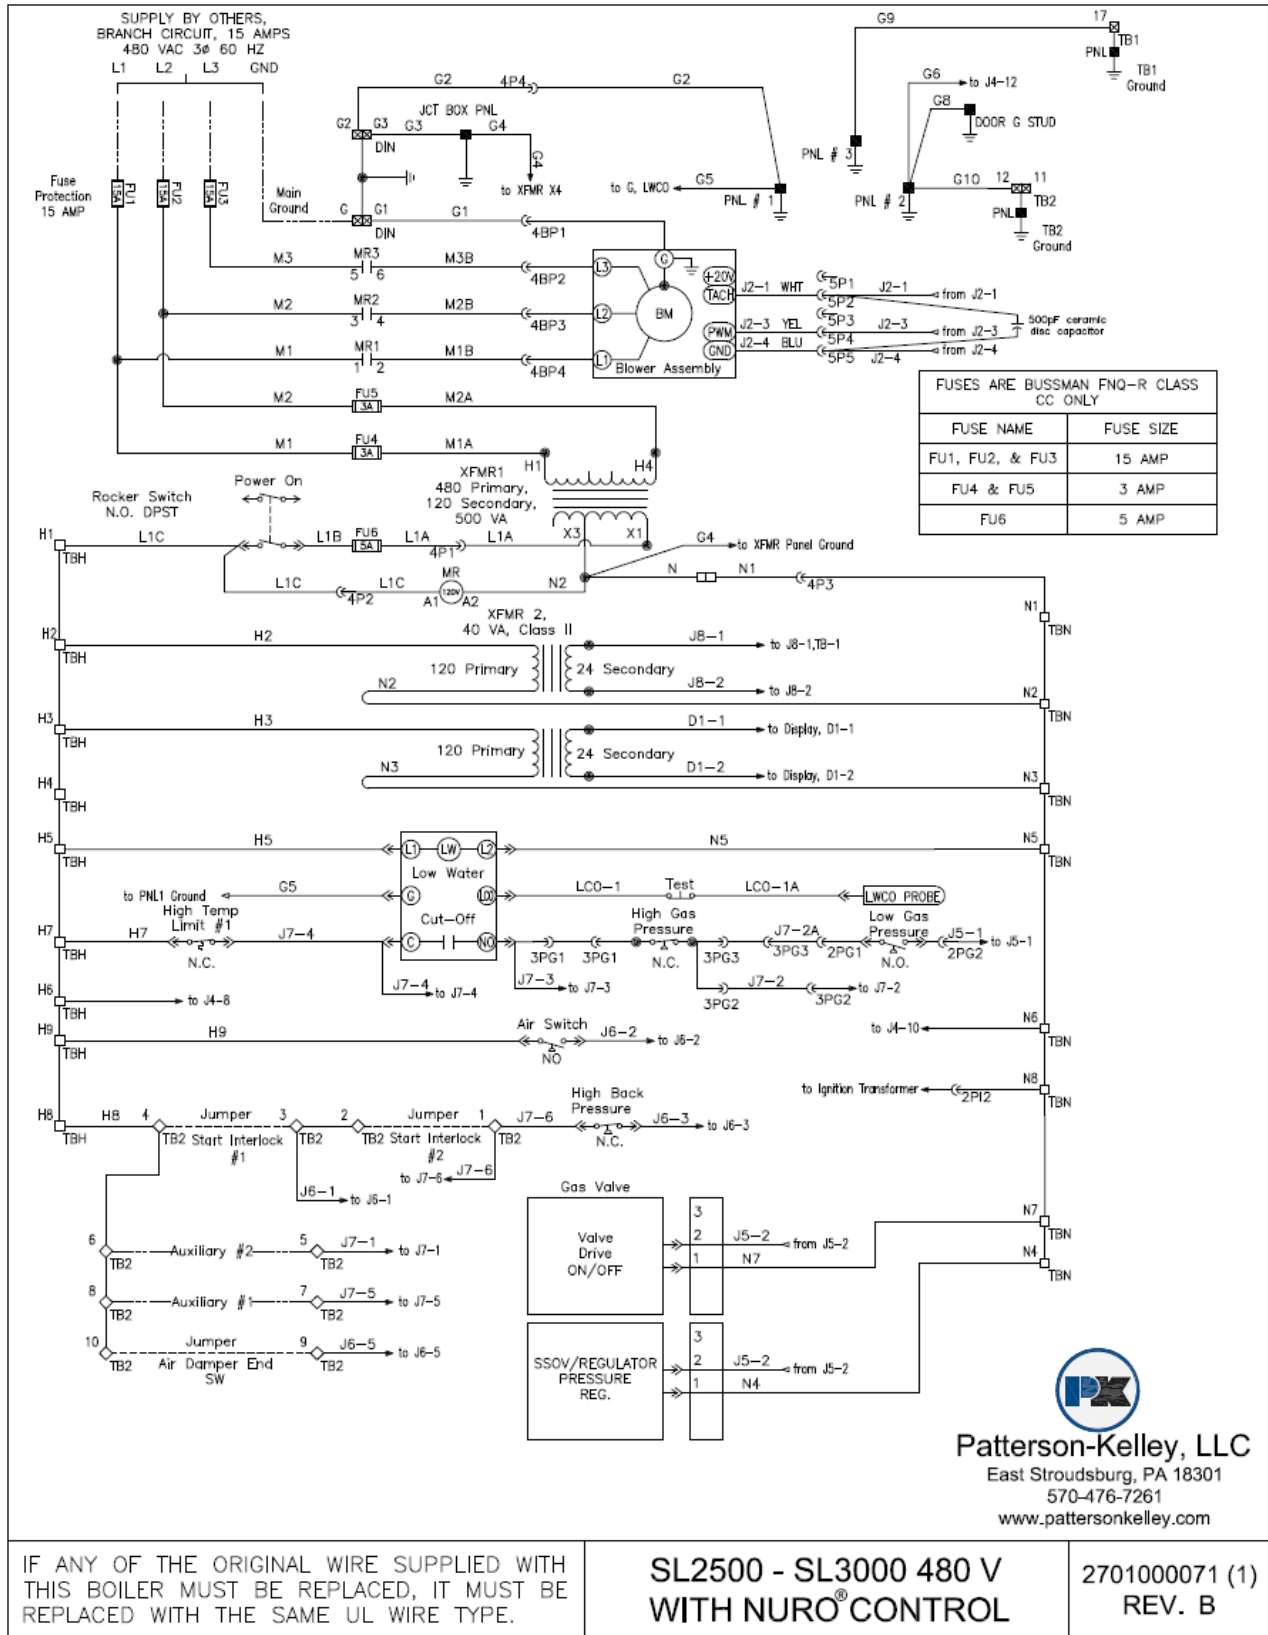 SUPPLY BY OTHERS,
BRANCH CIRCUIT, 15 AMPS
480 VAC 3ø 60 HZ
L1 L2 L3 GND
G9 17
TB1
PNL
TB1
Ground
G2 4P4 G2
G6 to J4-12
G8
DOOR G STUD
JCT BOX PNL
G2 G3 G3 G4
DIN
G4
to XFMR X4
PNL # 3
Fuse
Protection
15 AMP
FU1 15A
FU2 15A
FU3 15A
Main
Ground
to G, LWCO G5
PNL # 1
PNL # 2
G10 12 11
TB2
PNL
TB2
Ground
G G1 G1
DIN
4BP1
M3 MR3 M3B
5 6
4BP2
M2 MR2 M2B
3 4
4BP3
M1 MR1 M1B
1 2
4BP4
G
L3
L2
L1
BM
+20V
TACH
PWM
GND
Blower Assembly
5P1
J2-1 WHT 5P2 J2-1 from J2-1
5P3
J2-3 YEL 5P4 J2-3 from J2-3
J2-4 BLU 5P5 J2-4 from J2-4
500pF ceramic
disc capacitor
M2 FU5 M2A
3A
M1 FU4 M1A
3A
FUSES ARE BUSSMAN FNQ-R CLASS
CC ONLY
FUSE NAME FUSE SIZE
FU1, FU2, & FU3 15 AMP
FU4 & FU5 3 AMP
FU6 5 AMP
H1 H4
XFMR1
480 Primary,
120 Secondary,
500 VA
X3 X1
Power On
Rocker Switch
N.O. DPST
H1
TBH
L1C L1B FU6 L1A L1A
5A
4P1
G4 to XFMR Panel Ground
L1C L1C MR N2
4P2
A1 120V A2
N N1
4P3
N1
TBN
XFMR 2,
40 VA, Class II
H2 H2
TBH
J8-1 to J8-1,TB-1
120 Primary 24 Secondary
N2 J8-2 to J8-2
N2
TBN
H3 H3
TBH
D1-1 to Display, D1-1
120 Primary 24 Secondary
N3 D1-2 to Display, D1-2
N3
TBN
H4
TBH
H5 H5
TBH
L1 LW L2
N5 N5
TBN
Low Water
to PNL1 Ground G5
G
LCO-1 Test LCO-1A
LWCO PROBE
Cut-Off
High Temp
Limit #1
H7 H7
TBH
N.C.
J7-4
C NO
High Gas
Pressure
N.C.
Low Gas
Pressure
N.O.
3PG1 3PG1
3PG3 J7-2A 3PG3 2PG1
J5-1 to J5-1
2PG2
J7-4 to J7-4
J7-3 to J7-3
J7-2 to J7-2
3PG2 3PG2
H6
TBH
to J4-8
H9 H9
TBH
Air Switch
NO
J6-2 to J6-2
to J4-10
N6
TBN
to Ignition Transformer
2PI2
N8
TBN
H8 H8
TBH
4 Jumper 3 2 Jumper 1
TB2 Start Interlock
#1
TB2 Start Interlock
#2
TB2
J7-6
High Back
Pressure
N.C.
J6-3 to J6-3
to J7-6 J7-6
J6-1 to J6-1
6 Auxiliary #2 5 J7-1 to J7-1
TB2 TB2
8 Auxiliary #1 7 J7-5 to J7-5
TB2 TB2
10 Jumper 9 J6-5 to J6-5
TB2 Air Damper End
SW
TB2
Gas Valve
Valve
Drive
ON/OFF
3
2 J5-2 from J5-2
1 N7
N7
TBN
N4
TBN
SSOV/REGULATOR
PRESSURE
REG.
3
2 J5-2 from J5-2
1 N4
PK
Patterson-Kelley, LLC
East Stroudsburg, PA 18301
570-476-7261
www.pattersonkelley.com
IF ANY OF THE ORIGINAL WIRE SUPPLIED WITH
THIS BOILER MUST BE REPLACED, IT MUST BE
REPLACED WITH THE SAME UL WIRE TYPE.
SL2500 - SL3000 480 V
WITH NURO® CONTROL
2701000071 (1)
REV. B